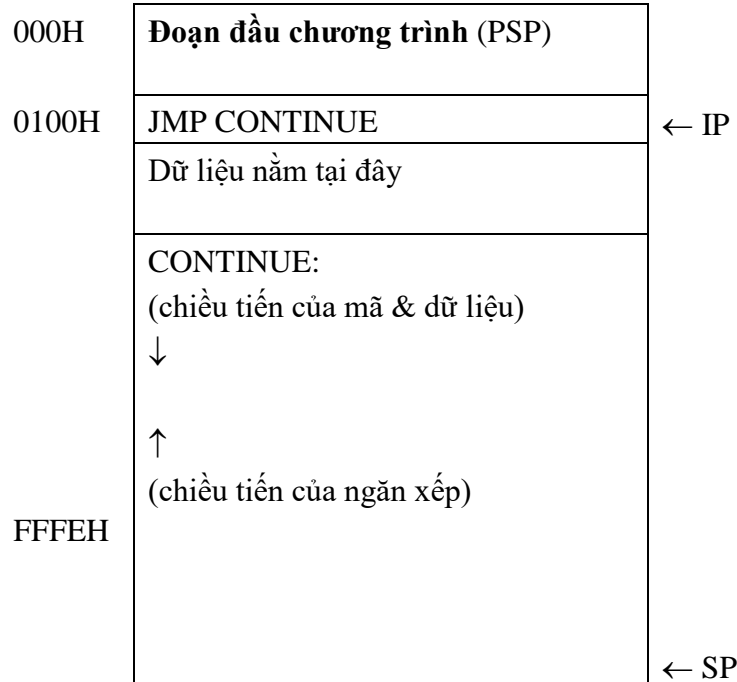 000H Đoạn đầu chương trình (PSP)
0100H JMP CONTINUE ← IP
Dữ liệu nằm tại đây
CONTINUE:
(chiều tiến của mã & dữ liệu)
↓
↑
(chiều tiến của ngăn xếp)
FFFEH
← SP